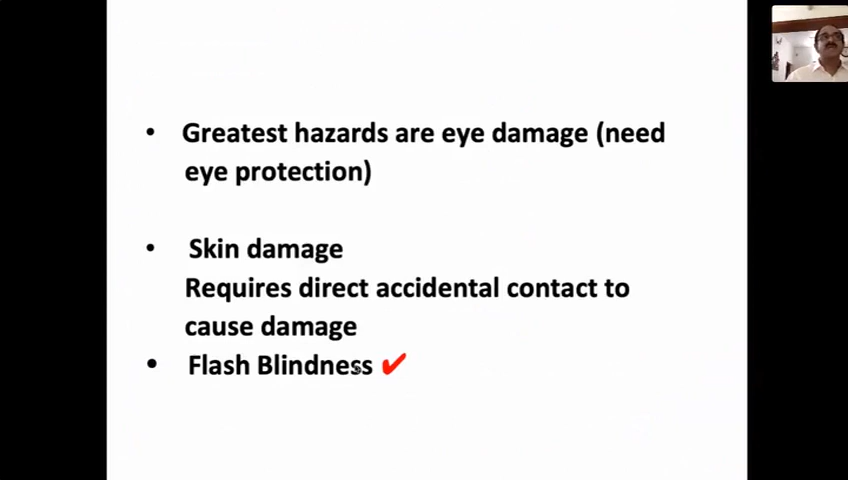 • Greatest hazards are eye damage (need
eye protection)
• Skin damage
Requires direct accidental contact to
cause damage
• Flash Blindness ✔